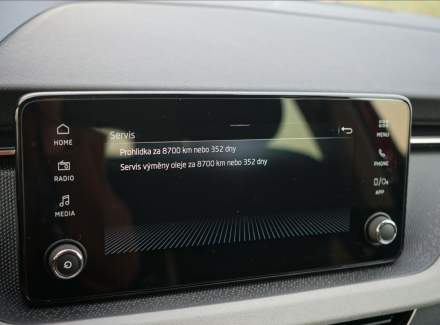 Servis
Prohlídka za 8700 km nebo 352 dny
Servis výměny oleje za 8700 km nebo 352 dny
HOME
RADIO
MEDIA
MENU
PHONE
APP